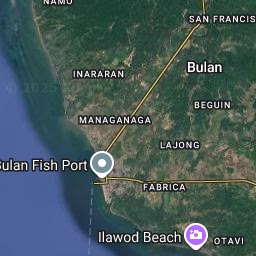 NAMO
SAN FRANCIS
Bulan
INARARAN
BEGUIN
MANAGANAGA
LAJONG
Bulan Fish Port
FABRICA
Ilawod Beach
OTAVI